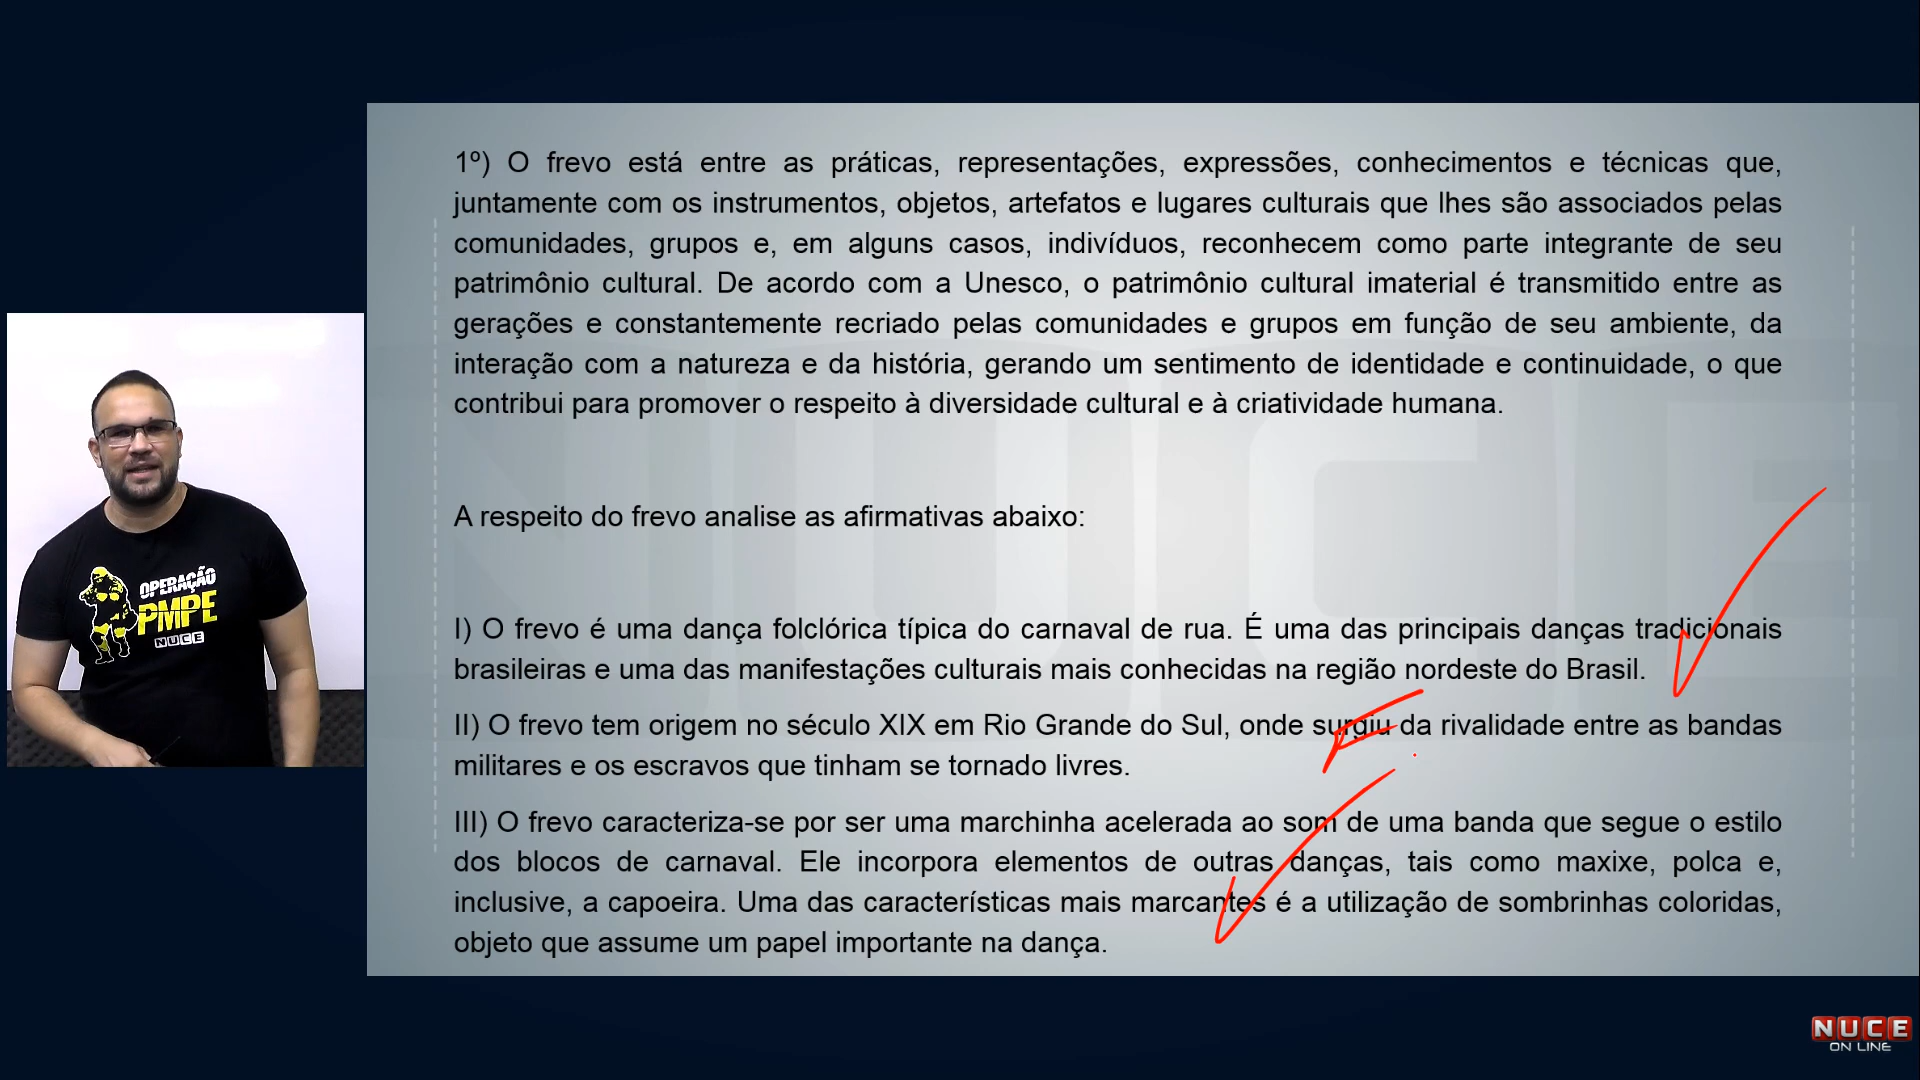 1º) O frevo está entre as práticas, representações, expressões, conhecimentos e técnicas que,
juntamente com os instrumentos, objetos, artefatos e lugares culturais que lhes são associados pelas
comunidades, grupos e, em alguns casos, indivíduos, reconhecem como parte integrante de seu
patrimônio cultural. De acordo com a Unesco, o patrimônio cultural imaterial é transmitido entre as
gerações e constantemente recriado pelas comunidades e grupos em função de seu ambiente, da
interação com a natureza e da história, gerando um sentimento de identidade e continuidade, o que
contribui para promover o respeito à diversidade cultural e à criatividade humana.
A respeito do frevo analise as afirmativas abaixo:
I) O frevo é uma dança folclórica típica do carnaval de rua. É uma das principais danças tradicionais
brasileiras e uma das manifestações culturais mais conhecidas na região nordeste do Brasil.
II) O frevo tem origem no século XIX em Rio Grande do Sul, onde surgiu da rivalidade entre as bandas
militares e os escravos que tinham se tornado livres.
III) O frevo caracteriza-se por ser uma marchinha acelerada ao som de uma banda que segue o estilo
dos blocos de carnaval. Ele incorpora elementos de outras danças, tais como maxixe, polca e,
inclusive, a capoeira. Uma das características mais marcantes é a utilização de sombrinhas coloridas,
objeto que assume um papel importante na dança.
OPERAÇÃO
PMPE
NUCE
NUCE
NUCE
ON LINE